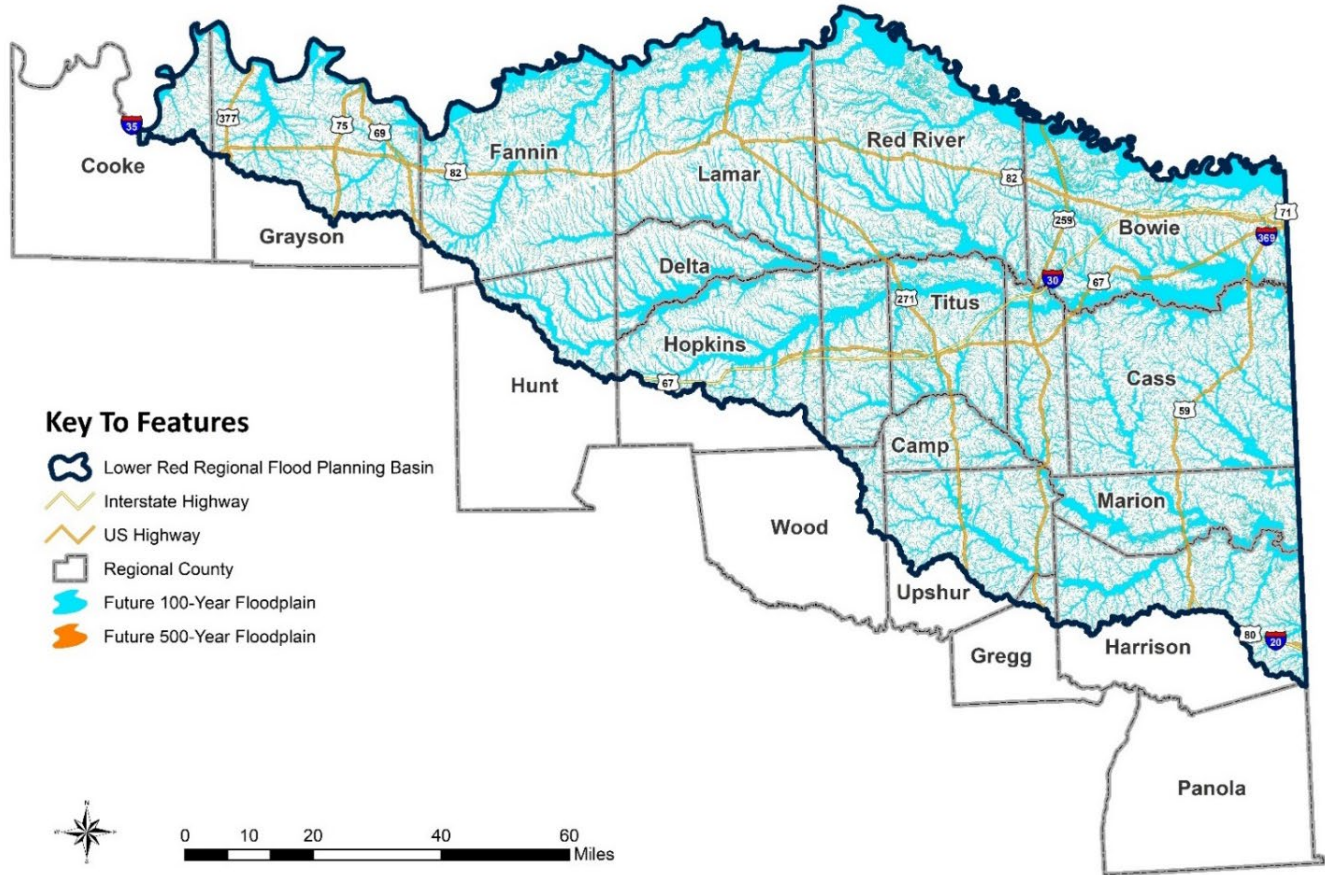 35
377
75
69
Cooke
Grayson
82
Fannin
Lamar
Red River
82
259
Bowie
71
369
Delta
30
67
271
Titus
Hopkins
67
Hunt
Cass
59
Camp
Marion
Wood
Upshur
Gregg
Harrison
80
20
Panola
Key To Features
Lower Red Regional Flood Planning Basin
Interstate Highway
US Highway
Regional County
Future 100-Year Floodplain
Future 500-Year Floodplain
N
0 10 20 40 60
Miles